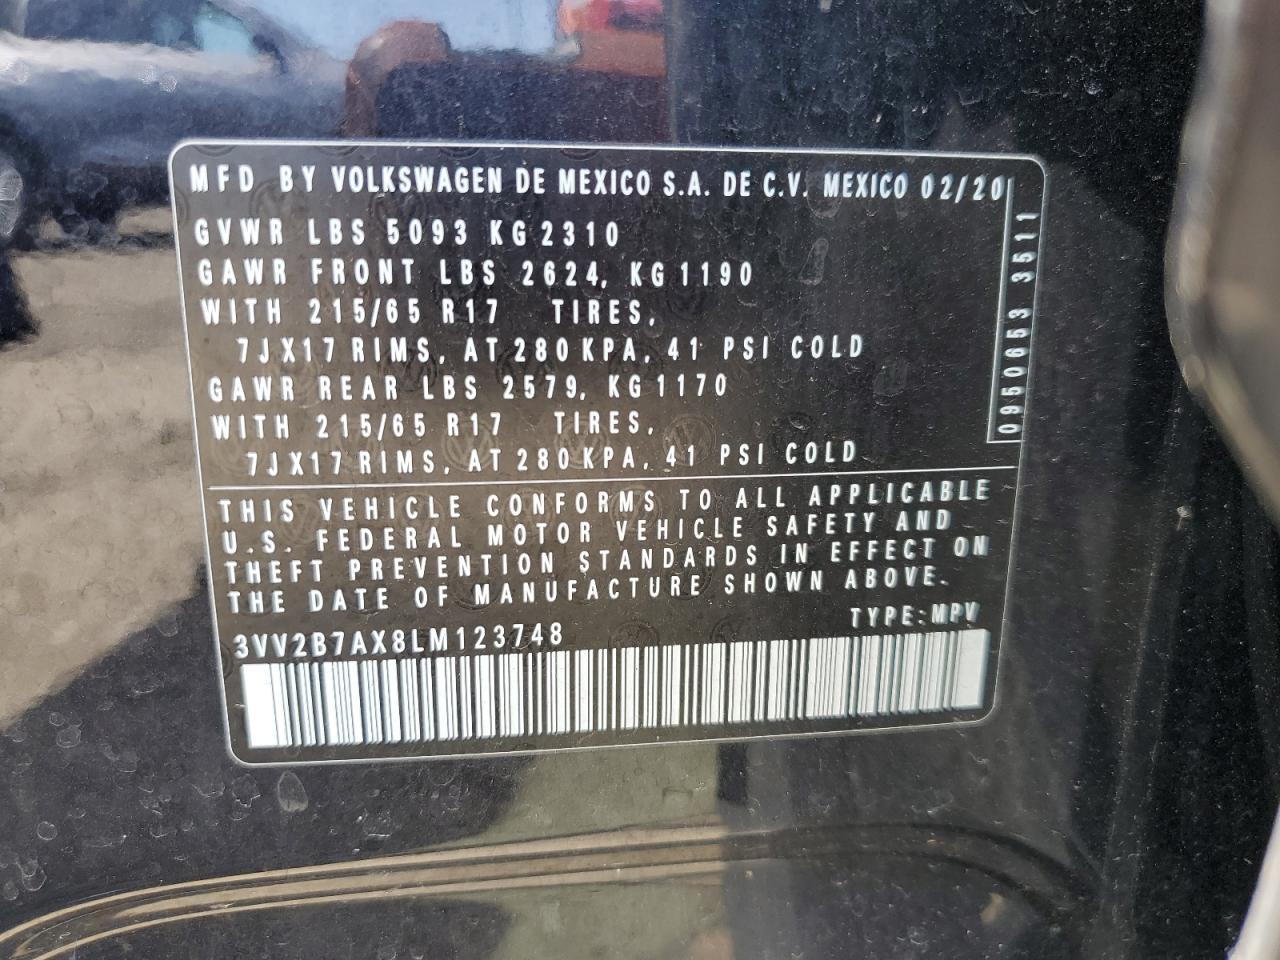 MFD BY VOLKSWAGEN DE MEXICO S.A. DE C.V. MEXICO 02/20
GVWR LBS 5093 KG 2310
GAWR FRONT LBS 2624, KG 1190
WITH 215/65 R17 TIRES,
7JX17 RIMS, AT 280 KPA, 41 PSI COLD
GAWR REAR LBS 2579, KG 1170
WITH 215/65 R17 TIRES,
7JX17 RIMS, AT 280 KPA, 41 PSI COLD
0950653 3511
THIS VEHICLE CONFORMS TO ALL APPLICABLE
U.S. FEDERAL MOTOR VEHICLE SAFETY AND
THEFT PREVENTION STANDARDS IN EFFECT ON
THE DATE OF MANUFACTURE SHOWN ABOVE.
TYPE: MPV
3VV2B7AX8LM123748